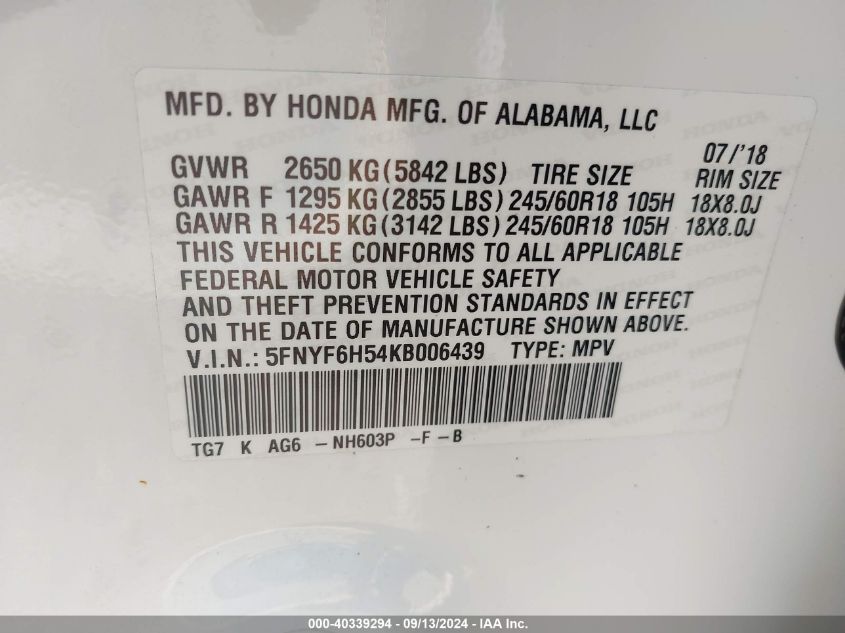 MFD. BY HONDA MFG. OF ALABAMA, LLC
07/'18
GVWR 2650 KG(5842 LBS) TIRE SIZE RIM SIZE
GAWR F 1295 KG(2855 LBS) 245/60R18 105H 18X8.0J
GAWR R 1425 KG(3142 LBS) 245/60R18 105H 18X8.0J
THIS VEHICLE CONFORMS TO ALL APPLICABLE
FEDERAL MOTOR VEHICLE SAFETY
AND THEFT PREVENTION STANDARDS IN EFFECT
ON THE DATE OF MANUFACTURE SHOWN ABOVE.
V.I.N.: 5FNYF6H54KB006439 TYPE: MPV
TG7 K AG6 -NH603P -F-B
000-40339294 - 09/13/2024 - IAA Inc.